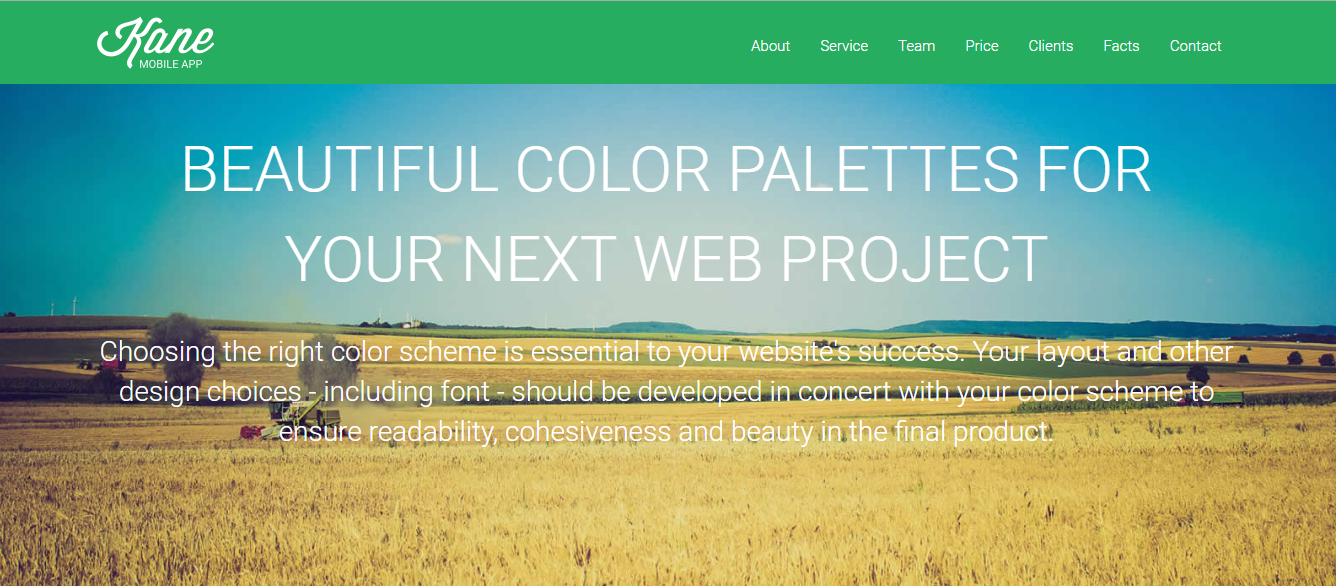 Kane
MOBILE APP
About Service Team Price Clients Facts Contact
BEAUTIFUL COLOR PALETTES FOR
YOUR NEXT WEB PROJECT
Choosing the right color scheme is essential to your website's success. Your layout and other
design choices - including font - should be developed in concert with your color scheme to
ensure readability, cohesiveness and beauty in the final product.